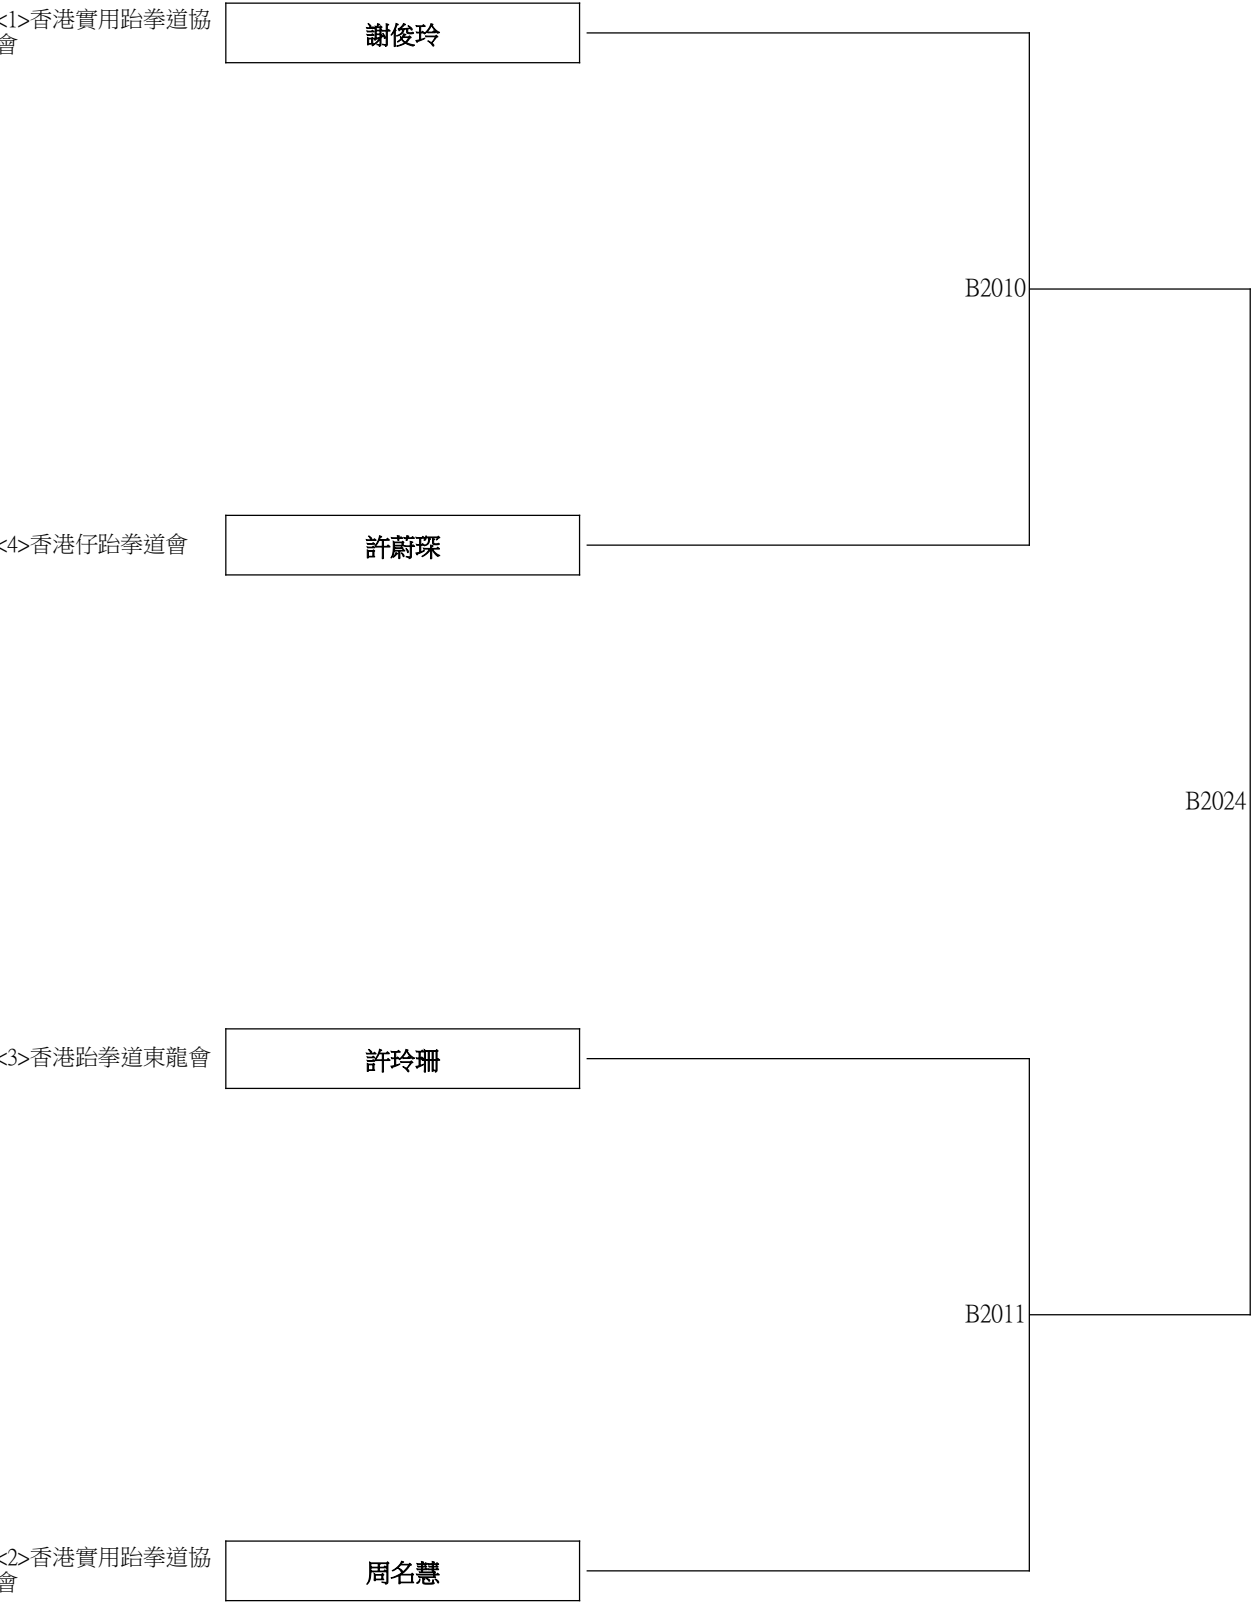 <1>香港實用跆拳道協
會
謝俊玲
B2010
<4>香港仔跆拳道會
許蔚琛
B2024
<3>香港跆拳道東龍會
許玲珊
B2011
<2>香港實用跆拳道協
會
周名慧